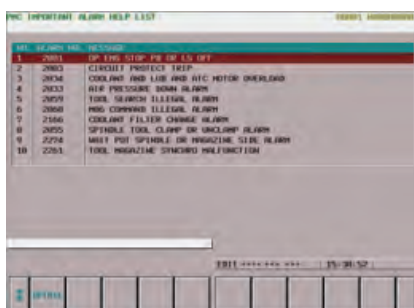 PMC IMPORTANT ALARM HELP LIST
NO. ALARM NO. MESSAGE
1 2001 OP EMG STOP PB OR LS OFF
2 2003 CIRCUIT PROTECT TRIP
3 2034 COOLANT AND LUB AND ATC MOTOR OVERLOAD
4 2033 AIR PRESSURE DOWN ALARM
5 2059 TOOL SEARCH ILLEGAL ALARM
6 2060 MAG COMMAND ILLEGAL ALARM
7 2166 COOLANT FILTER CHANGE ALARM
8 2055 SPINDLE TOOL CLAMP OR UNCLAMP ALARM
9 2274 WAIT POT SPINDLE OR MAGAZINE SIDE ALARM
10 2261 TOOL MAGAZINE SYNCHRO MALFUNCTION
EDIT **** *** *** 15:30:52